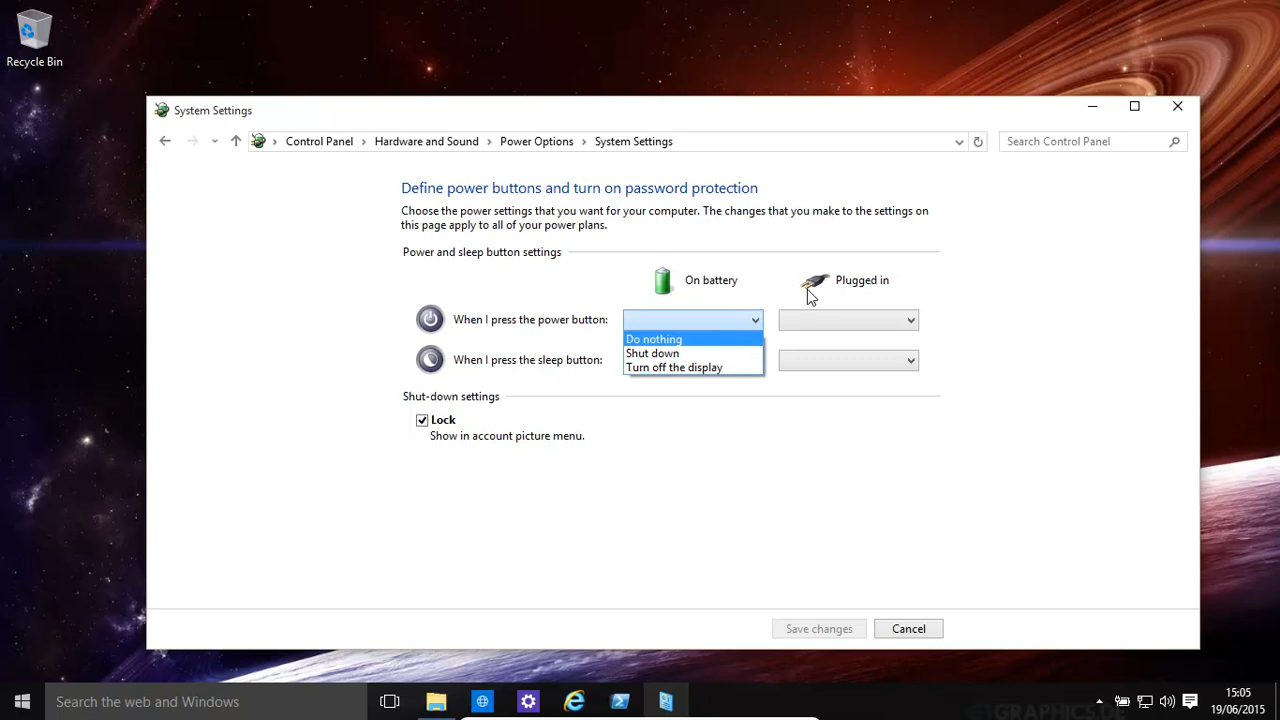 Recycle Bin
System Settings
Control Panel > Hardware and Sound > Power Options > System Settings
Search Control Panel
Define power buttons and turn on password protection
Choose the power settings that you want for your computer. The changes that you make to the settings on
this page apply to all of your power plans.
Power and sleep button settings
On battery
Plugged in
When I press the power button:
Do nothing
Shut down
Turn off the display
When I press the sleep button:
Shut-down settings
Lock
Show in account picture menu.
Save changes
Cancel
Search the web and Windows
15:05
19/06/2015